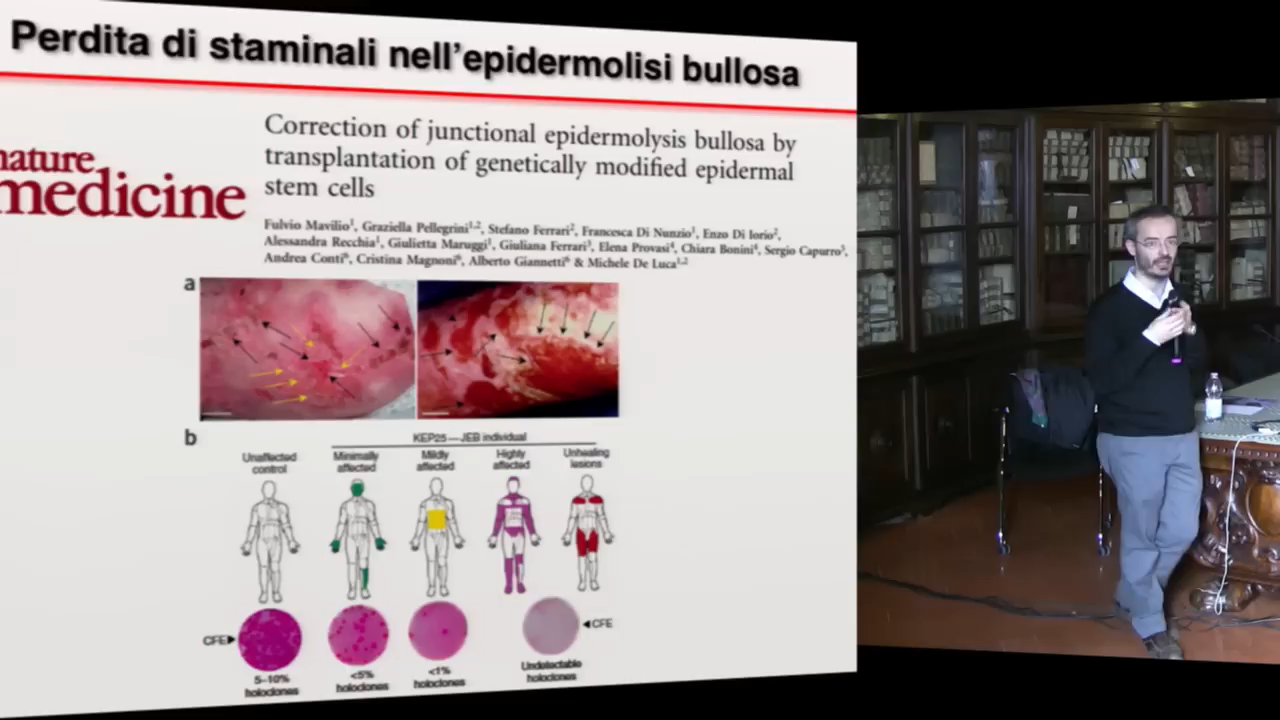 Perdita di staminali nell'epidermolisi bullosa
nature
medicine
Correction of junctional epidermolysis bullosa by
transplantation of genetically modified epidermal
stem cells
Fulvio Mavilio1, Graziella Pellegrini1,2, Stefano Ferrari2, Francesca Di Nunzio1, Enzo Di Iorio2,
Alessandra Recchia1, Giulietta Maruggi1, Giuliana Ferrari3, Elena Provasi4, Chiara Bonini4, Sergio Capurro5,
Andrea Conti6, Cristina Magnoni6, Alberto Giannetti6 & Michele De Luca1,2
a
b
KEP25—JEB individual
Unaffected
control
Minimally
affected
Mildly
affected
Highly
affected
Unhealing
lesions
CFE
CFE
5–10%
holoclones
<5%
holoclones
<1%
holoclones
Undetectable
holoclones